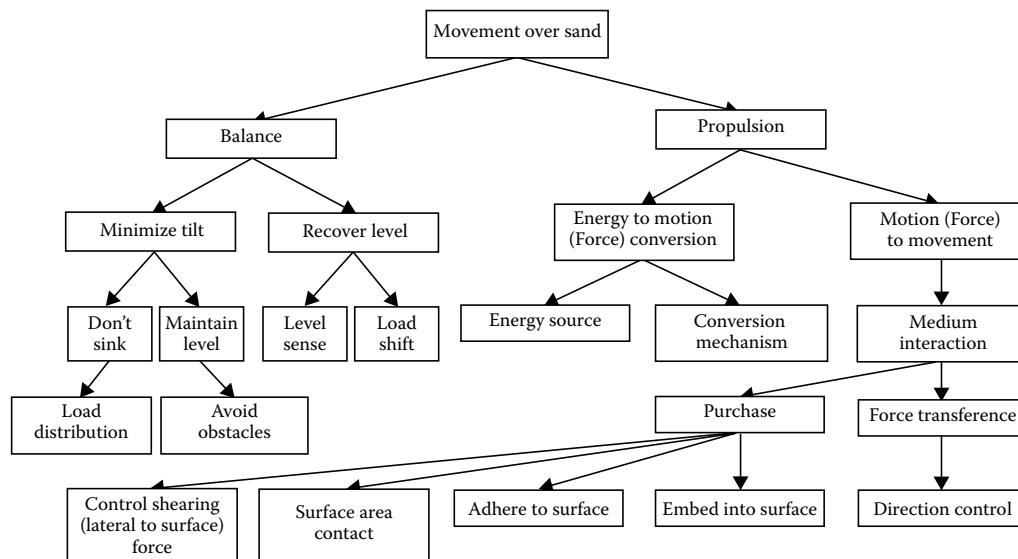 Movement over sand
Balance
Propulsion
Minimize tilt
Recover level
Energy to motion
(Force) conversion
Motion (Force)
to movement
Don't
sink
Maintain
level
Level
sense
Load
shift
Energy source
Conversion
mechanism
Medium
interaction
Load
distribution
Avoid
obstacles
Purchase
Force transference
Control shearing
(lateral to surface)
force
Surface area
contact
Adhere to surface
Embed into surface
Direction control